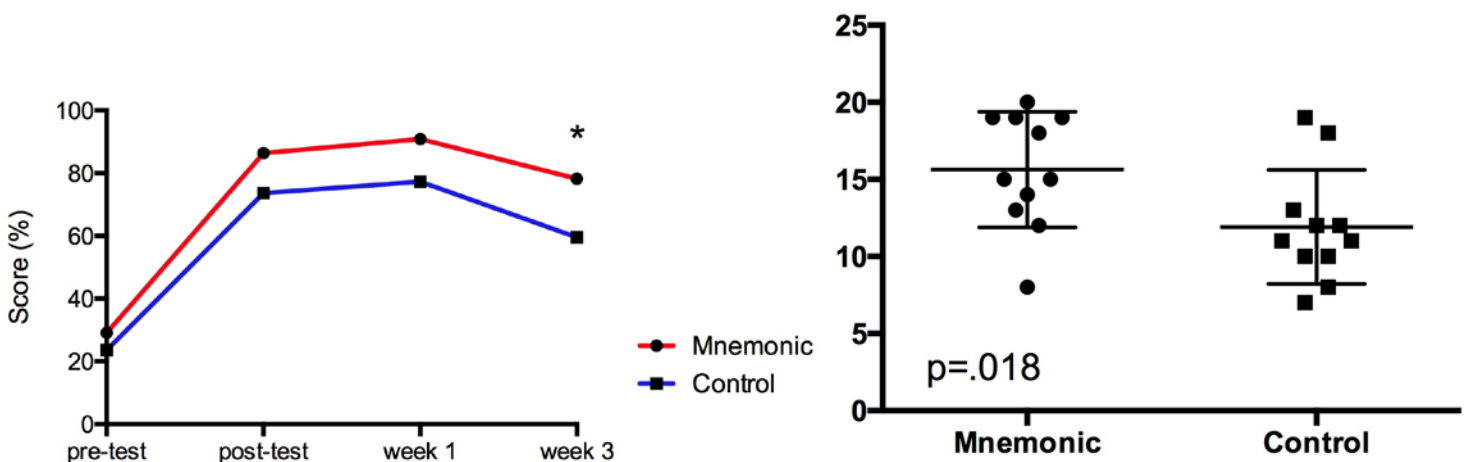 Score (%)
100
80
60
40
20
0
pre-test
post-test
week 1
week 3
*
Mnemonic
Control
25
20
15
10
5
0
p=.018
Mnemonic
Control